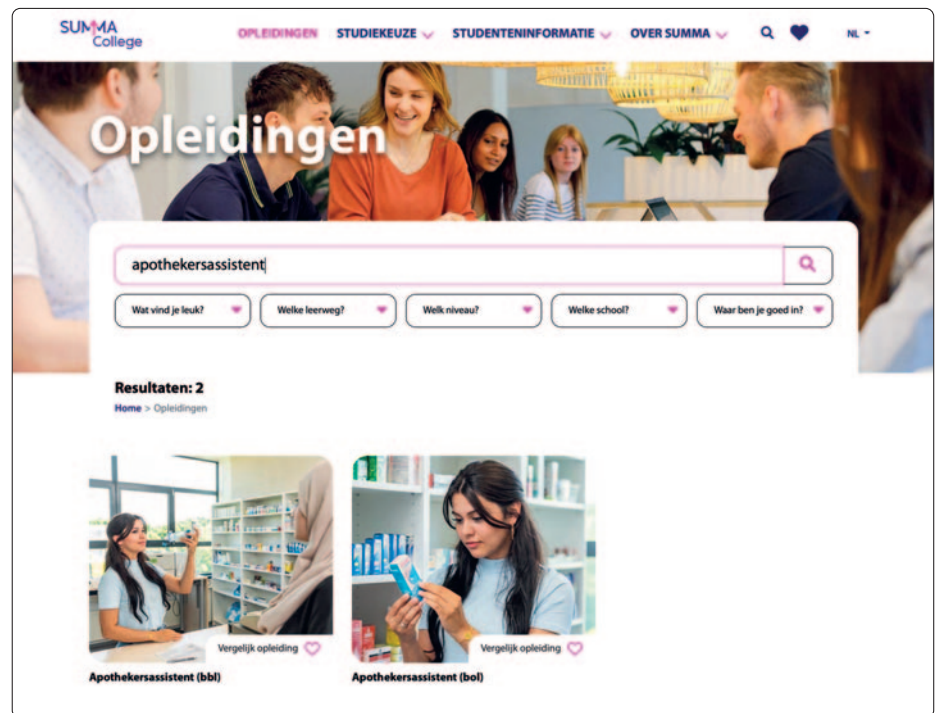 SUMMA
College
OPLEIDINGEN STUDIEKEUZE STUDENTENINFORMATIE OVER SUMMA NL
Opleidingen
apothekersassistent
Wat vind je leuk? Welke leerweg? Welk niveau? Welke school? Waar ben je goed in?
Resultaten: 2
Home > Opleidingen
Vergelijk opleiding Vergelijk opleiding
Apothekersassistent (bbl) Apothekersassistent (bol)